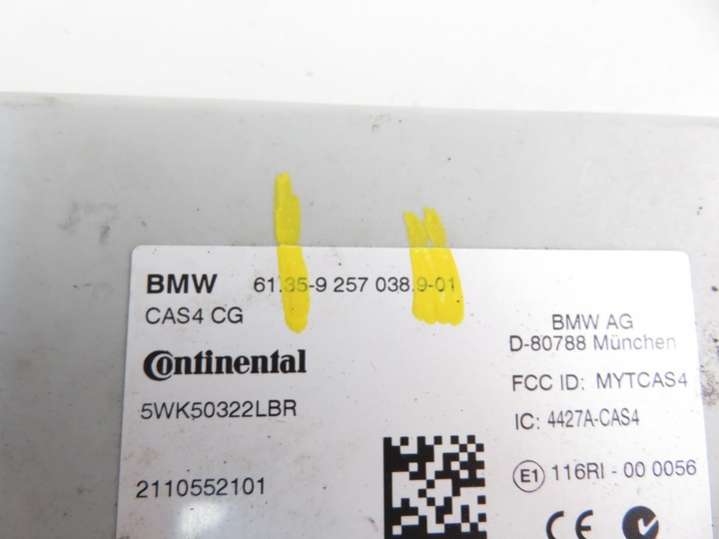 BMW 61.35-9 257 038.9-01
CAS4 CG
Continental
5WK50322LBR
2110552101
BMW AG
D-80788 München
FCC ID: MYTCAS4
IC: 4427A-CAS4
E1 116RI - 00 0056
CE